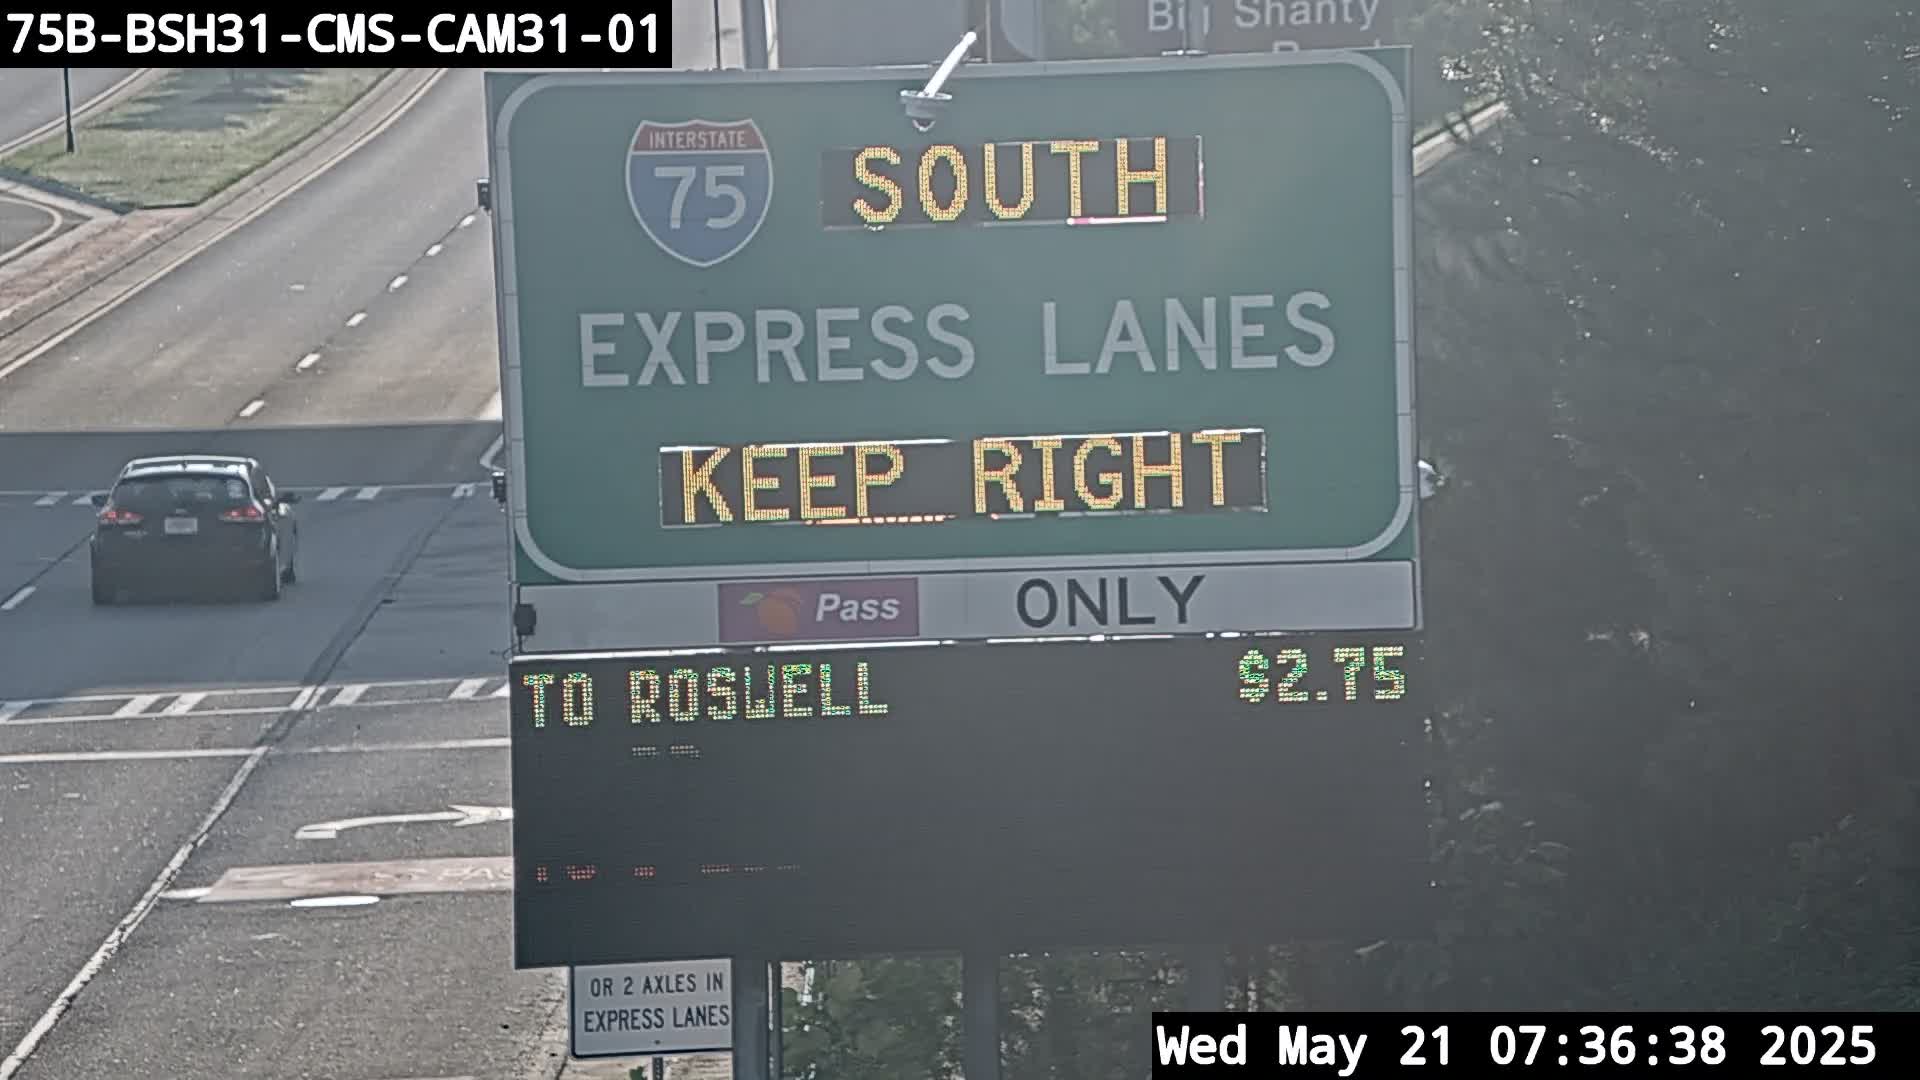 75B-BSH31-CMS-CAM31-01
Big Shanty
INTERSTATE
75
SOUTH
EXPRESS LANES
KEEP RIGHT
Pass ONLY
TO ROSWELL $2.75
OR 2 AXLES IN
EXPRESS LANES
Wed May 21 07:36:38 2025